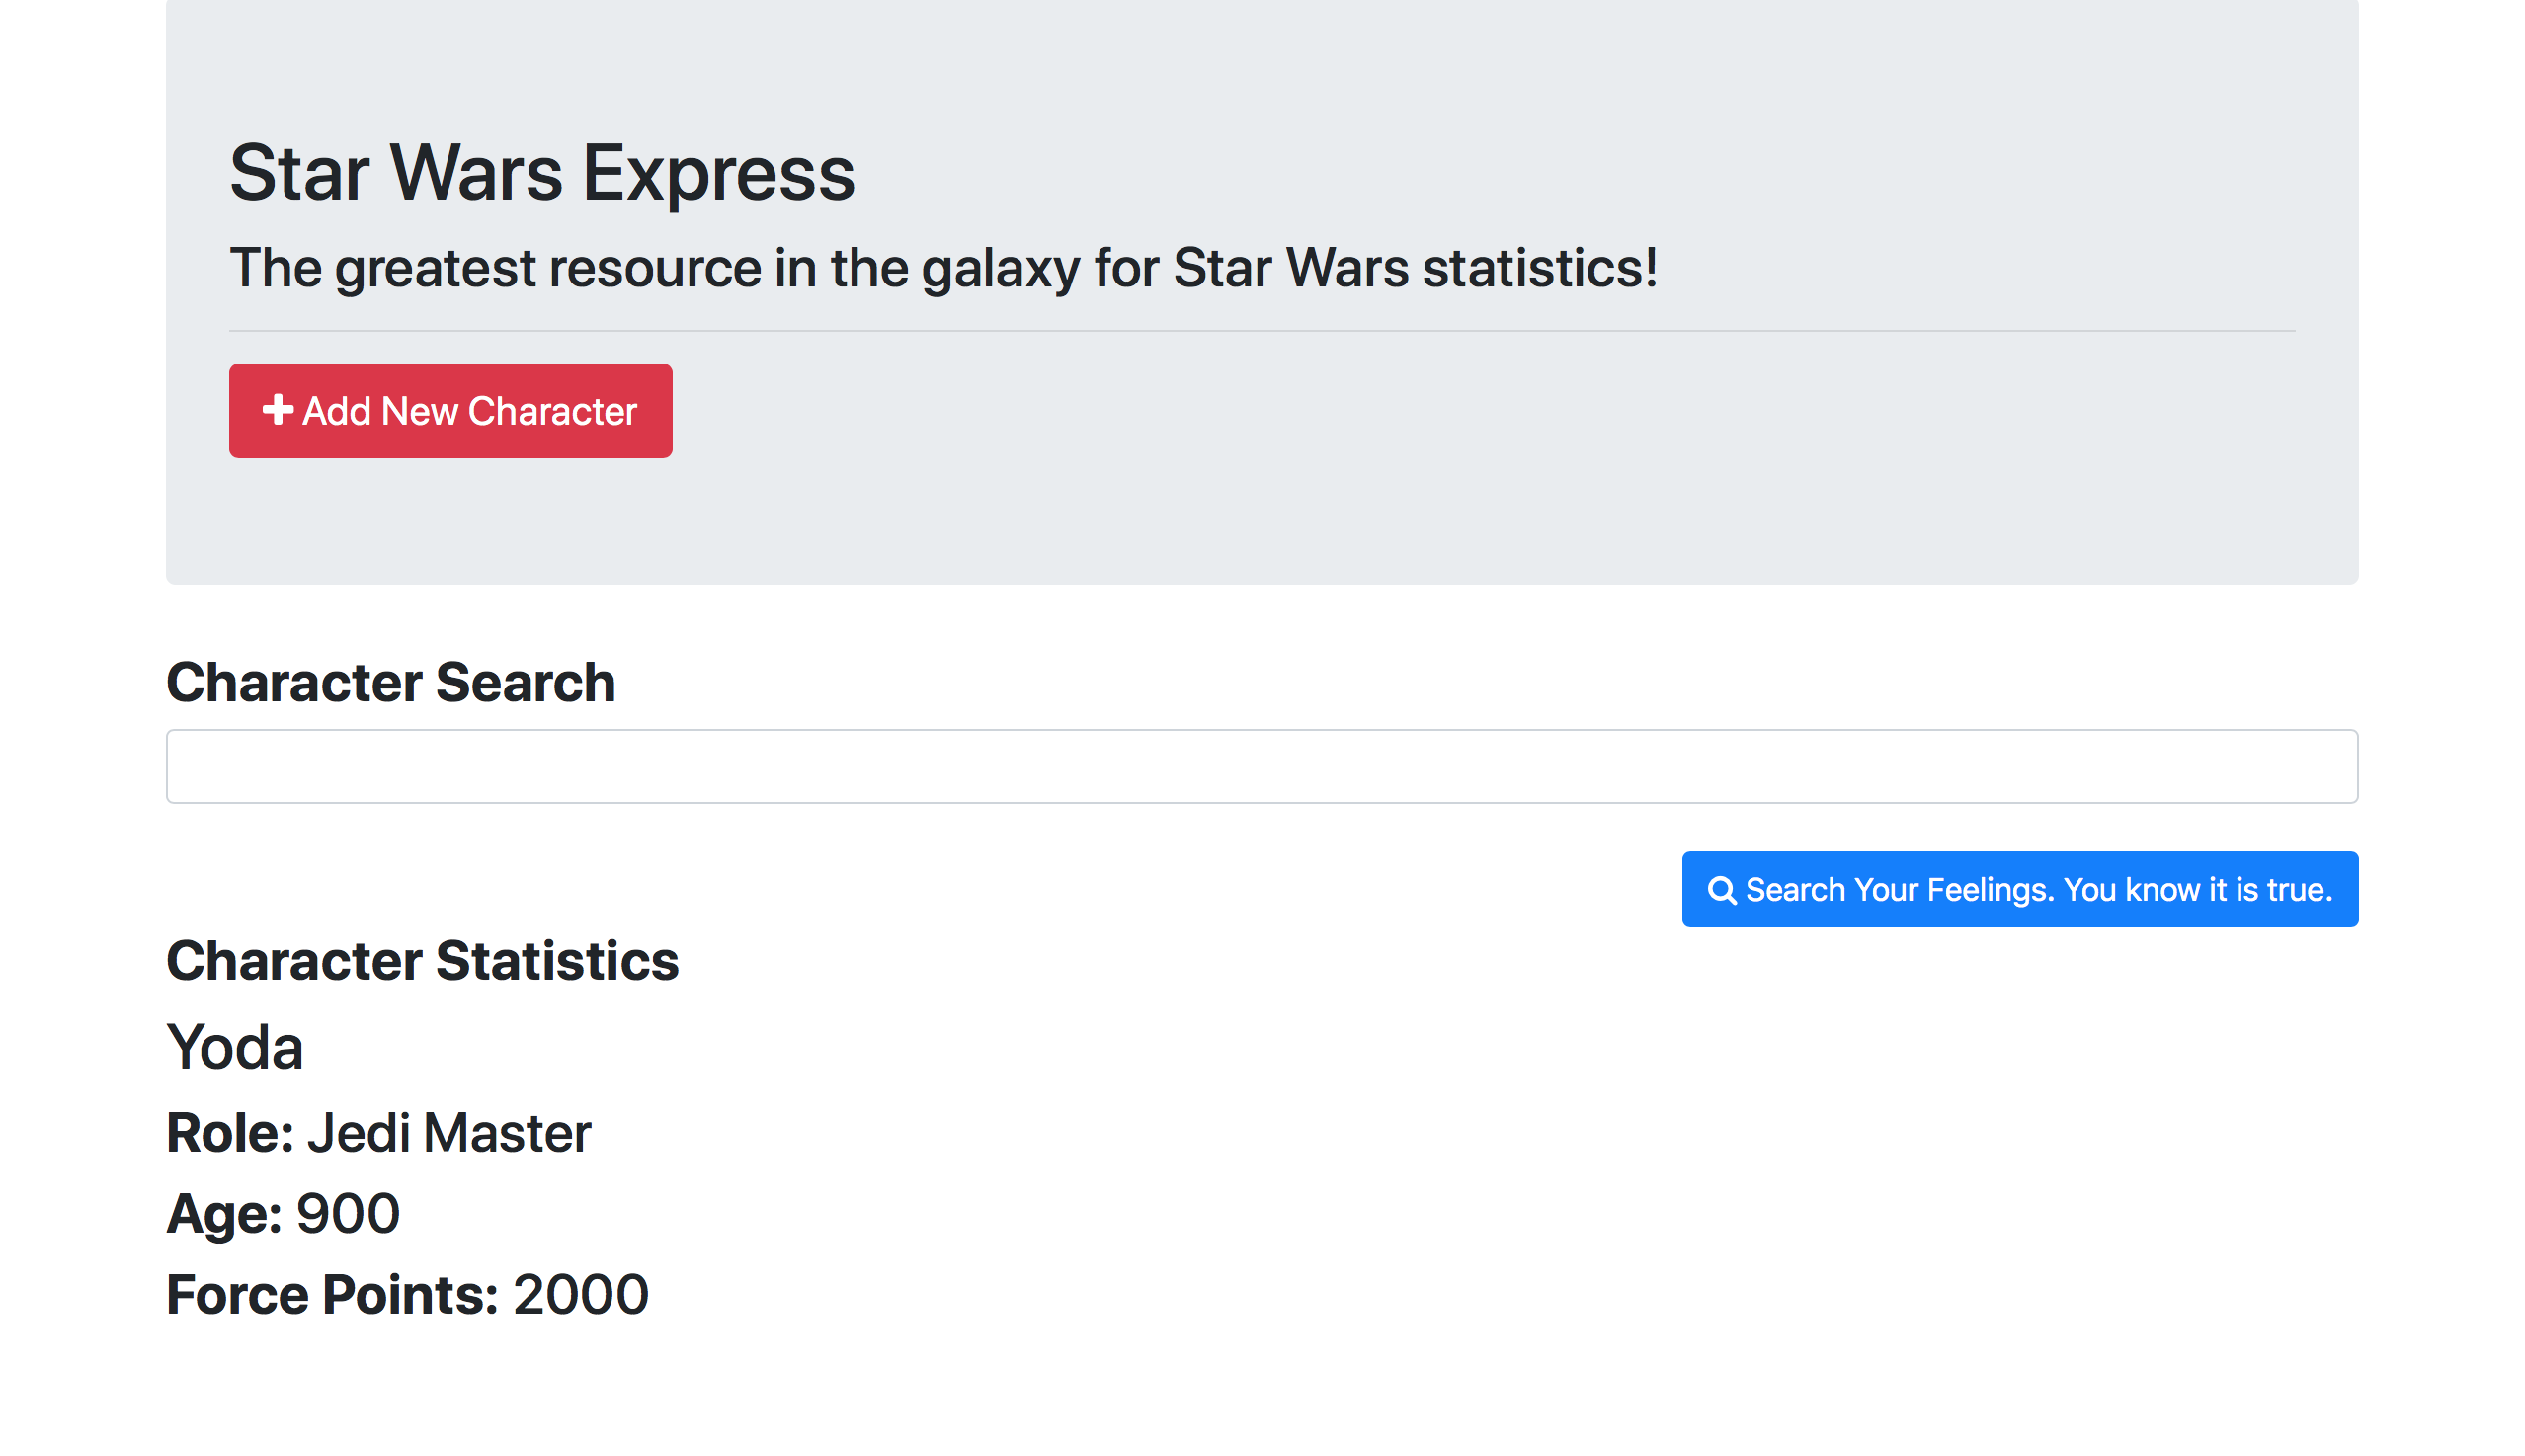 Star Wars Express
The greatest resource in the galaxy for Star Wars statistics!
Add New Character
Character Search
Search Your Feelings. You know it is true.
Character Statistics
Yoda
Role: Jedi Master
Age: 900
Force Points: 2000